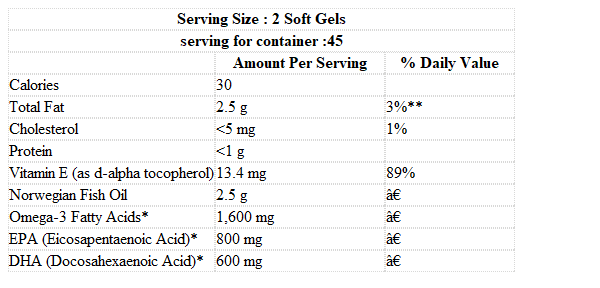 Serving Size : 2 Soft Gels
serving for container :45
Amount Per Serving % Daily Value
Calories 30
Total Fat 2.5 g 3%**
Cholesterol <5 mg 1%
Protein <1 g
Vitamin E (as d-alpha tocopherol) 13.4 mg 89%
Norwegian Fish Oil 2.5 g â€
Omega-3 Fatty Acids* 1,600 mg â€
EPA (Eicosapentaenoic Acid)* 800 mg â€
DHA (Docosahexaenoic Acid)* 600 mg â€